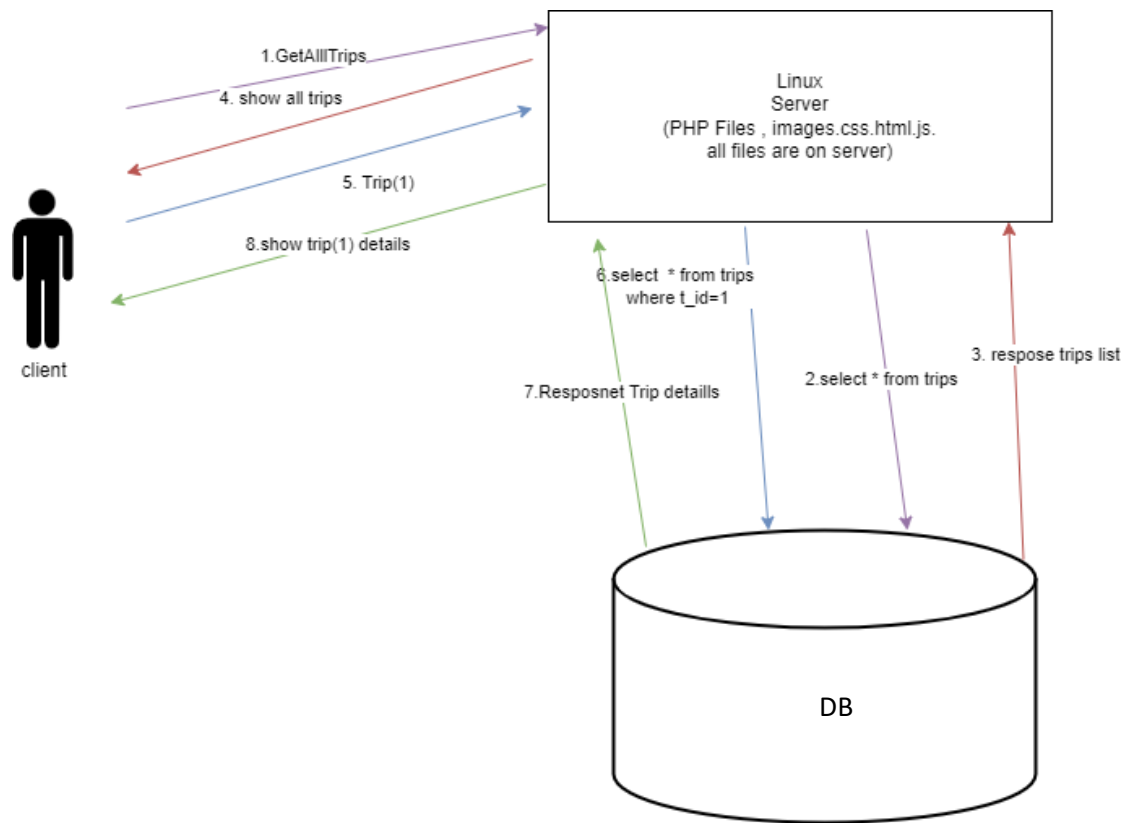 1.GetAllITrips
4. show all trips
5. Trip(1)
8.show trip(1) details
client
Linux
Server
(PHP Files , images.css.html.js.
all files are on server)
6.select * from trips
where t_id=1
3. respose trips list
2.select * from trips
7.Resposnet Trip detaills
DB